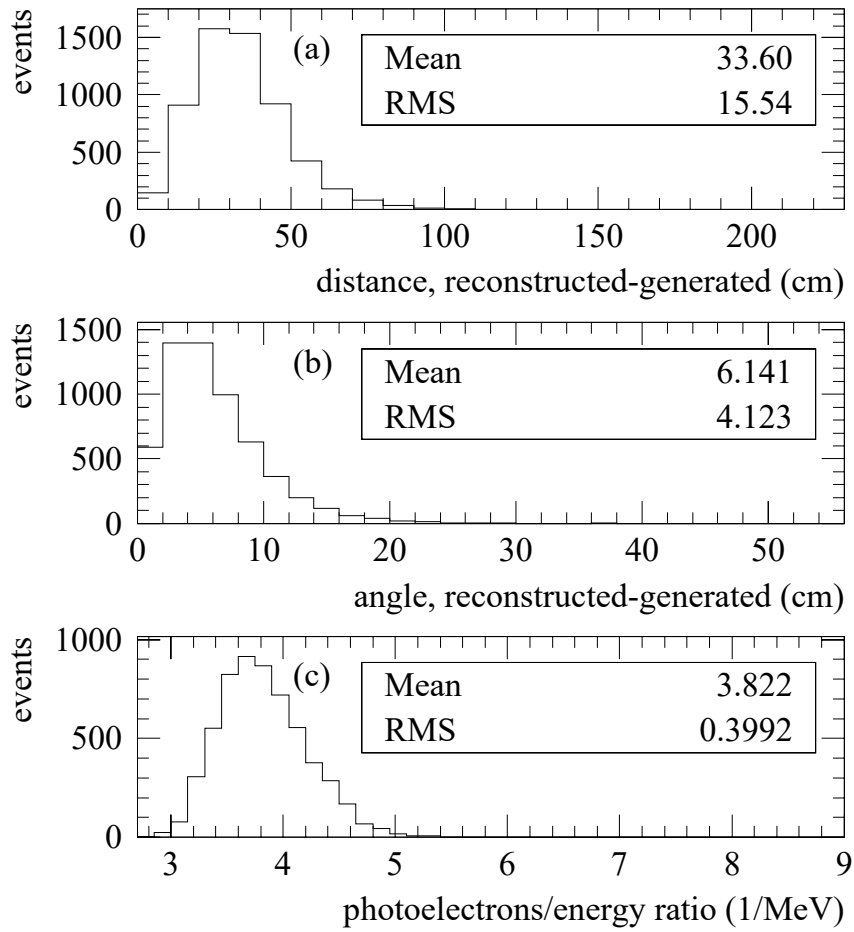 events
1500
1000
500
0
(a)
Mean 33.60
RMS 15.54
0 50 100 150 200
distance, reconstructed-generated (cm)
events
1500
1000
500
0
(b)
Mean 6.141
RMS 4.123
0 10 20 30 40 50
angle, reconstructed-generated (cm)
events
1000
500
0
(c)
Mean 3.822
RMS 0.3992
3 4 5 6 7 8 9
photoelectrons/energy ratio (1/MeV)